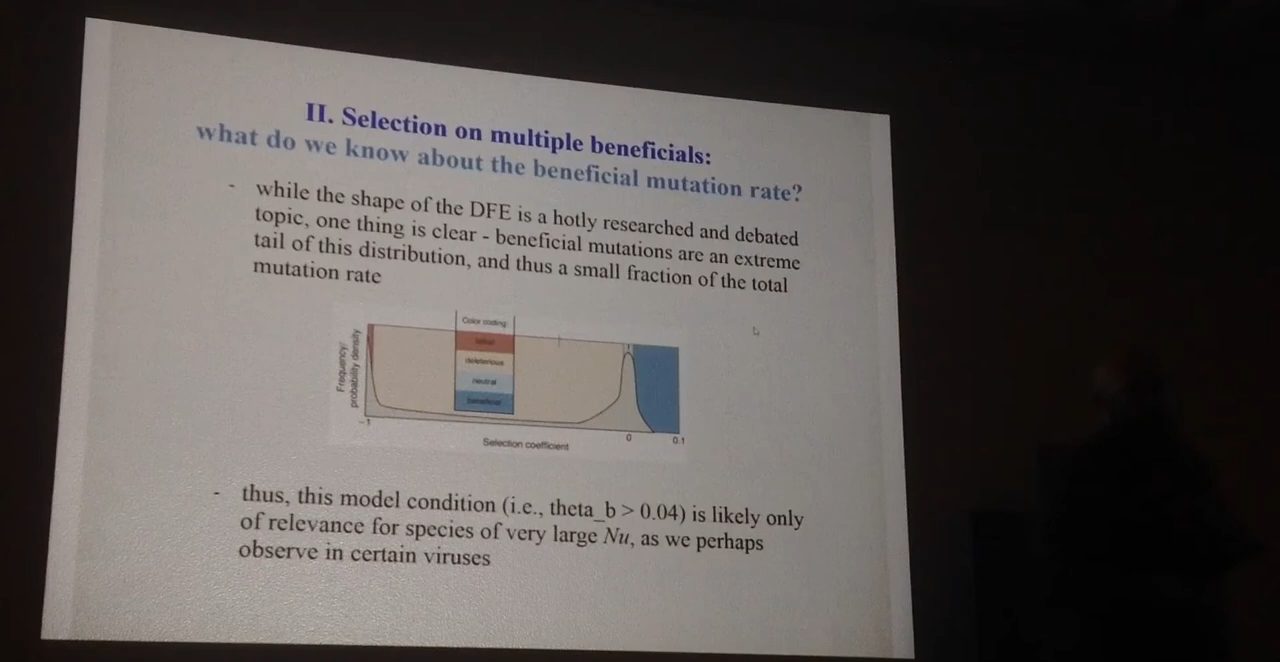 II. Selection on multiple beneficials:
what do we know about the beneficial mutation rate?
- while the shape of the DFE is a hotly researched and debated
topic, one thing is clear - beneficial mutations are an extreme
tail of this distribution, and thus a small fraction of the total
mutation rate
Color coding
lethal
deleterious
neutral
beneficial
Frequency/
probability density
-1
0
0.1
Selection coefficient
- thus, this model condition (i.e., theta_b > 0.04) is likely only
of relevance for species of very large Nu, as we perhaps
observe in certain viruses